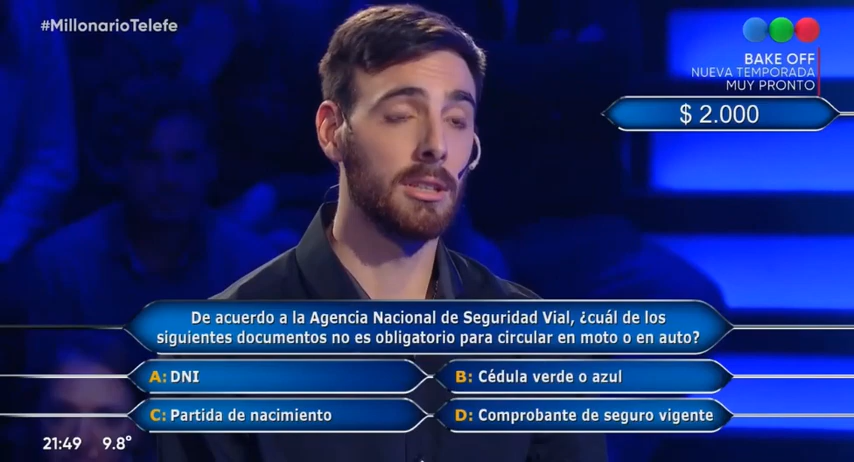 #MillonarioTelefe
BAKE OFF
NUEVA TEMPORADA
MUY PRONTO
$ 2.000
De acuerdo a la Agencia Nacional de Seguridad Vial, ¿cuál de los
siguientes documentos no es obligatorio para circular en moto o en auto?
A: DNI
B: Cédula verde o azul
C: Partida de nacimiento
D: Comprobante de seguro vigente
21:49 9.8°